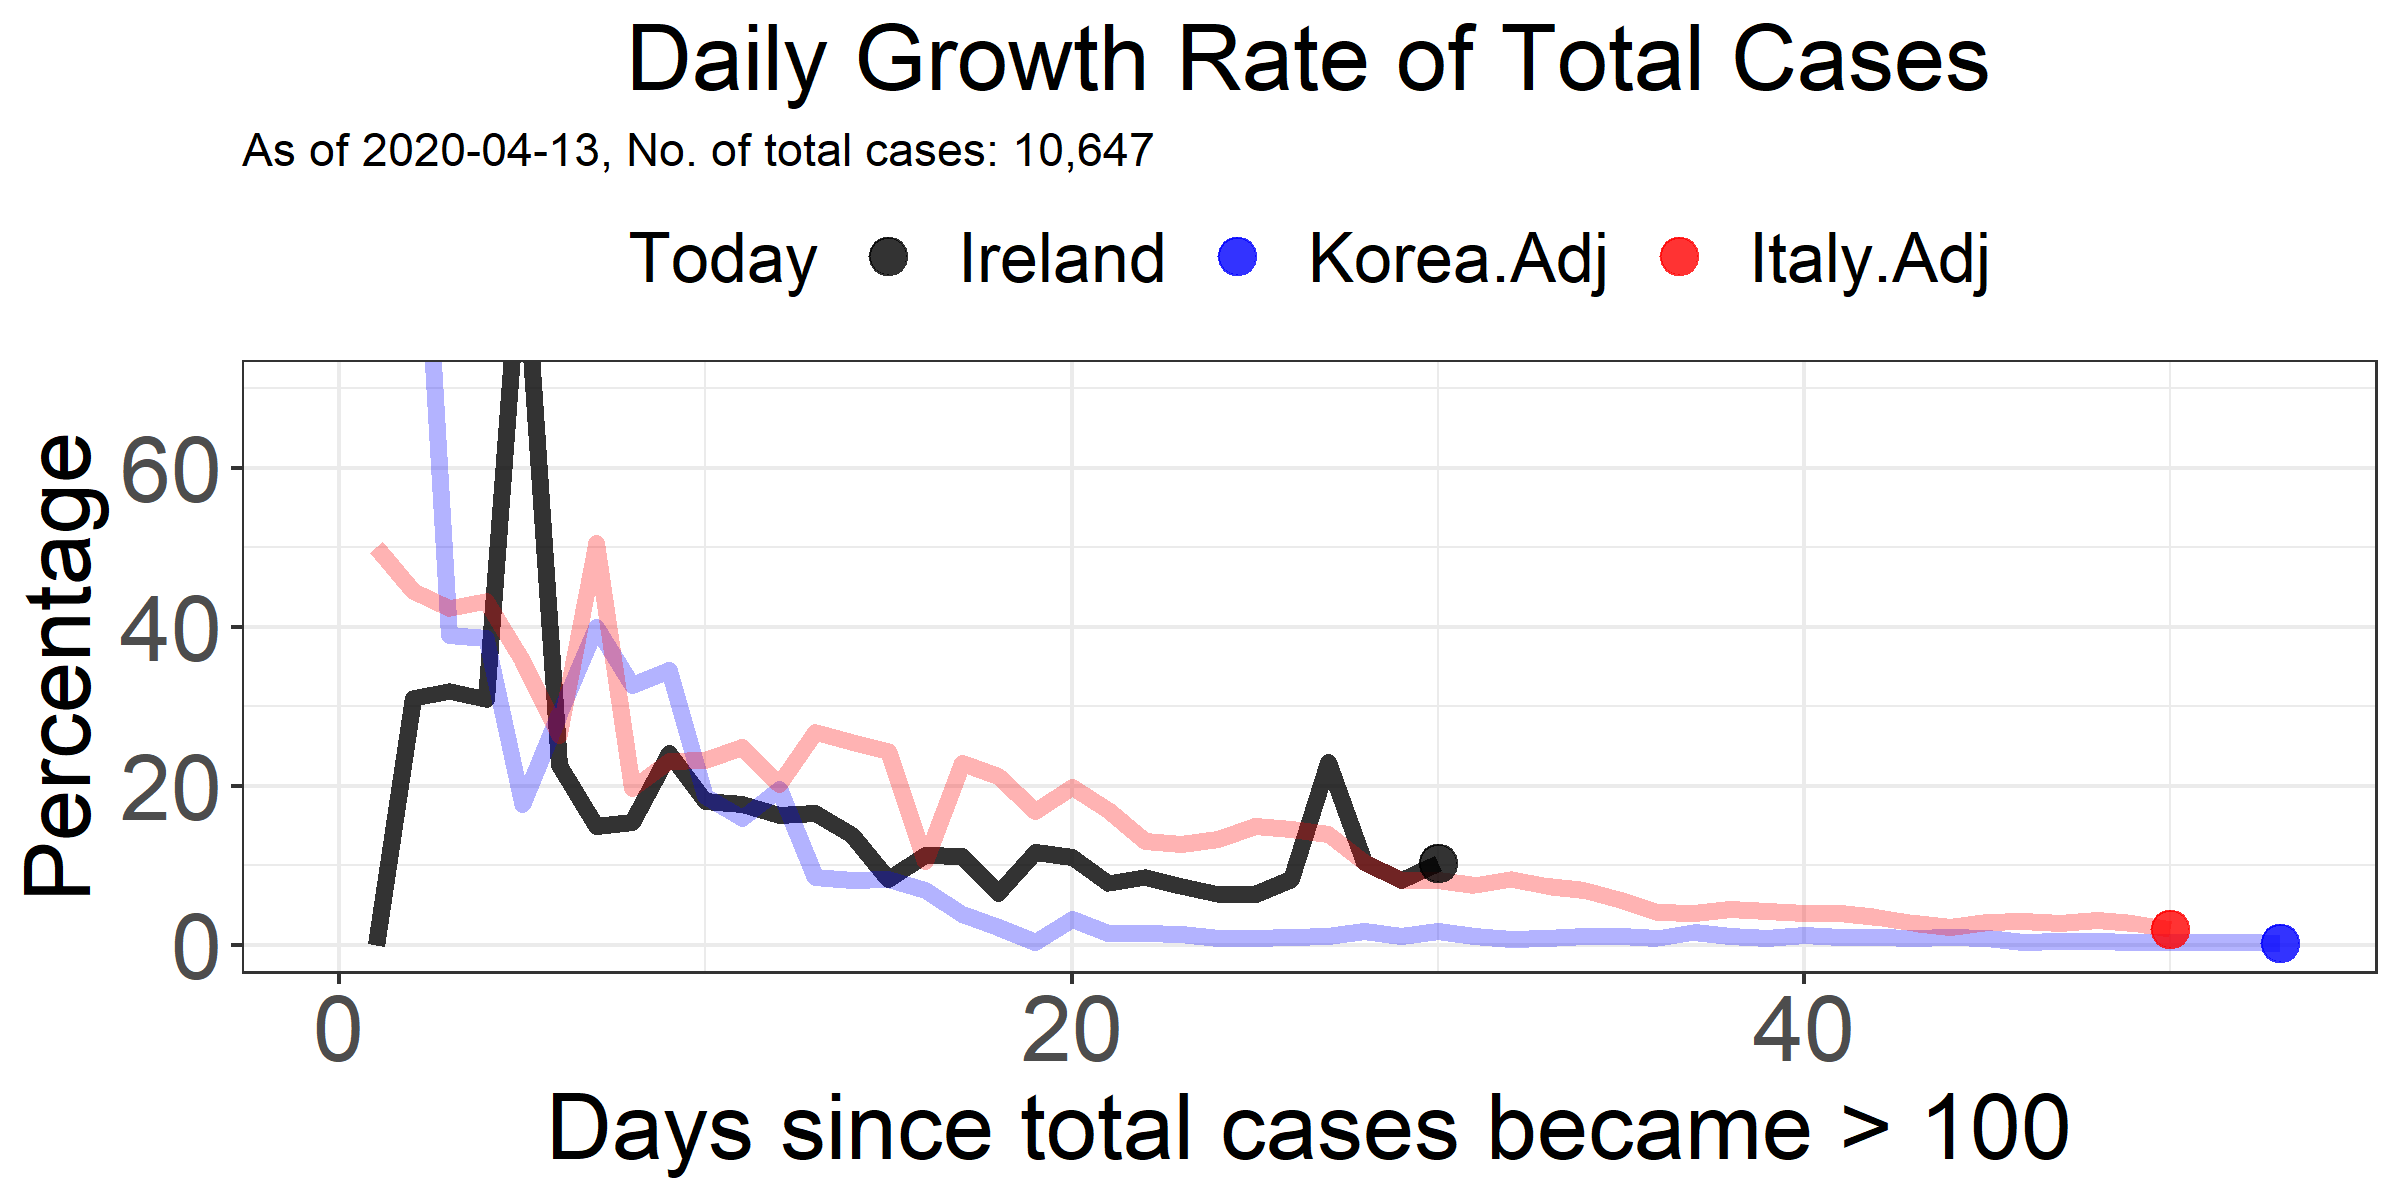 Daily Growth Rate of Total Cases
As of 2020-04-13, No. of total cases: 10,647
Today Ireland Korea.Adj Italy.Adj
Percentage
60
40
20
0
0 20 40
Days since total cases became > 100